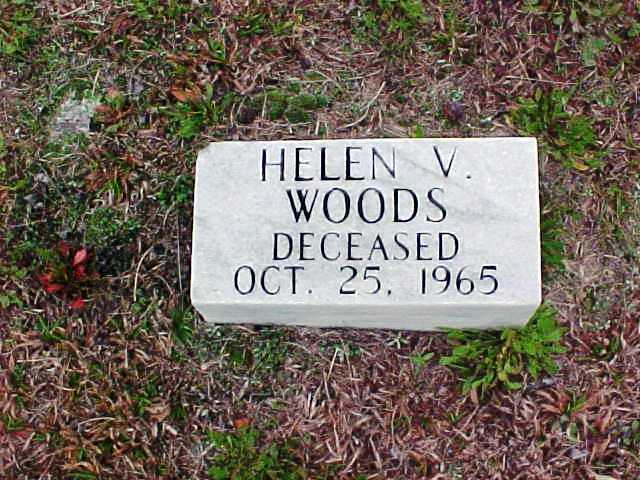 HELEN V.
WOODS
DECEASED
OCT. 25, 1965